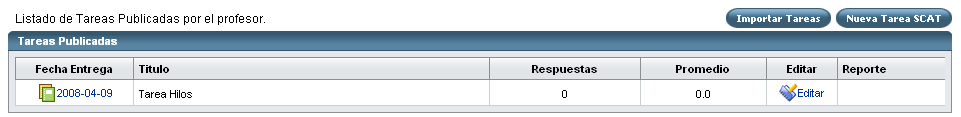 Listado de Tareas Publicadas por el profesor.
Importar Tareas
Nueva Tarea SCAT
Tareas Publicadas
Fecha Entrega Titulo Respuestas Promedio Editar Reporte
2008-04-09 Tarea Hilos 0 0.0 Editar